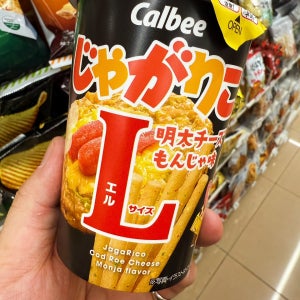 Calbee
OPEN
じゃがりこ
L
エル
サイズ
明太チーズ
もんじゃ味
JagaRico
Cod Roe Cheese
Monja flavor